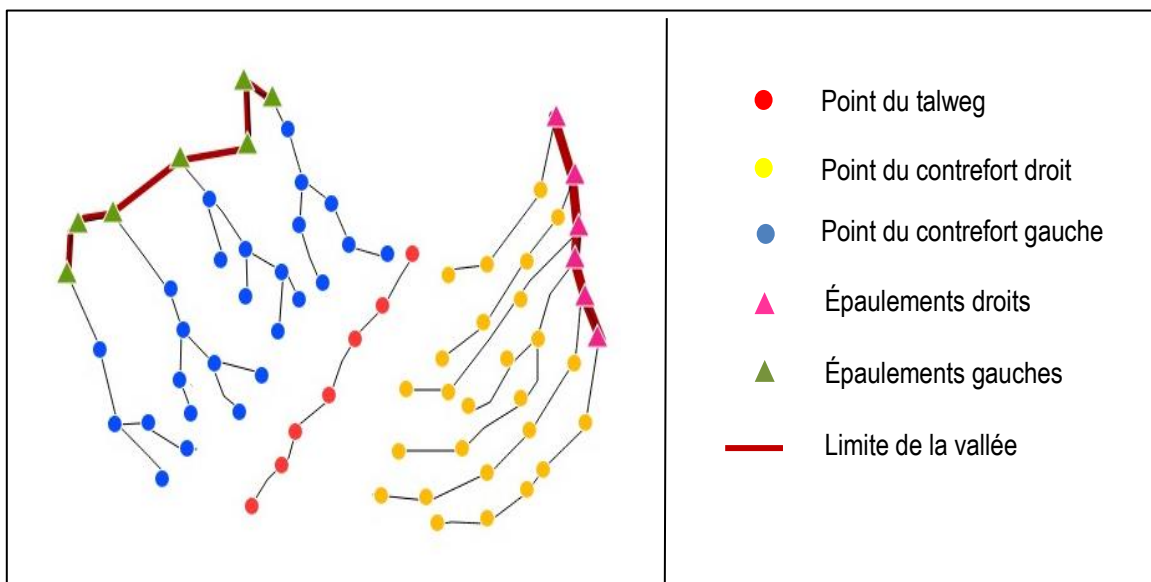 Point du talweg
Point du contrefort droit
Point du contrefort gauche
Épaulements droits
Épaulements gauches
Limite de la vallée